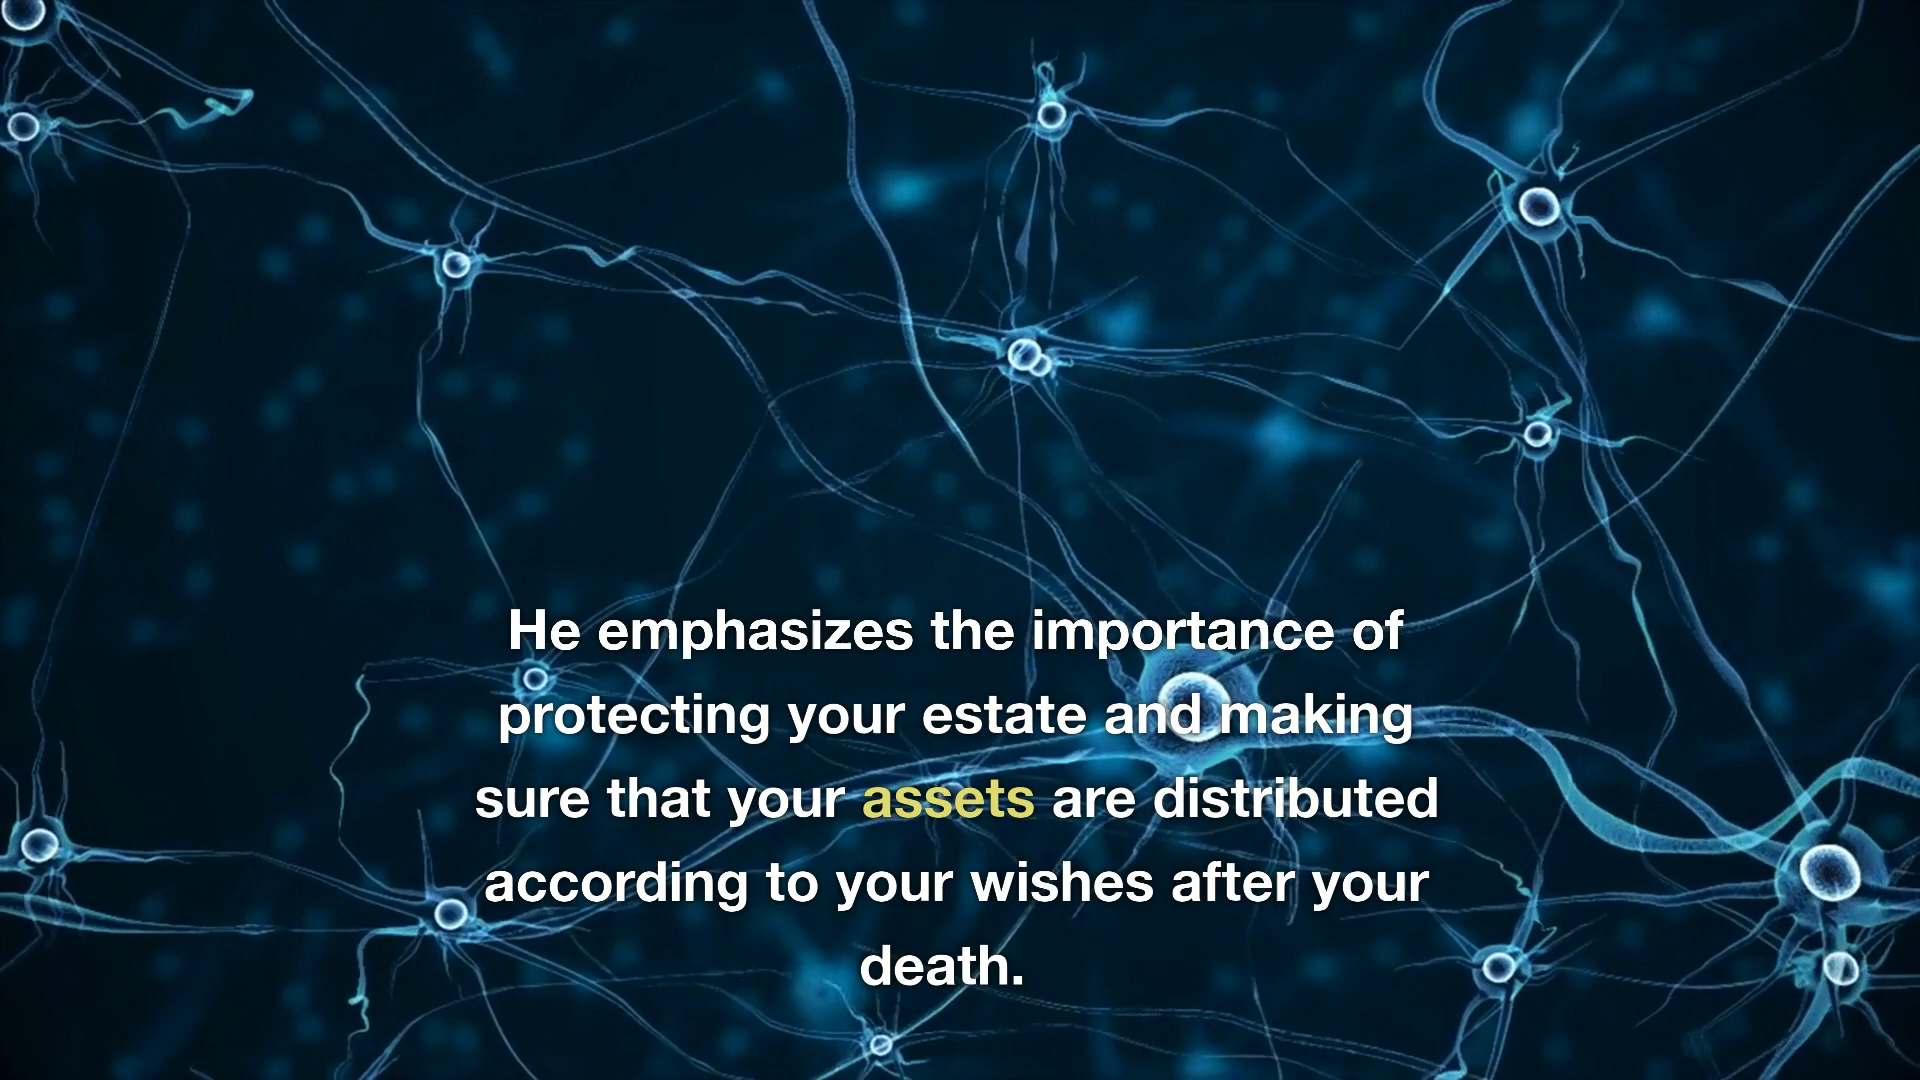 He emphasizes the importance of
protecting your estate and making
sure that your assets are distributed
according to your wishes after your
death.